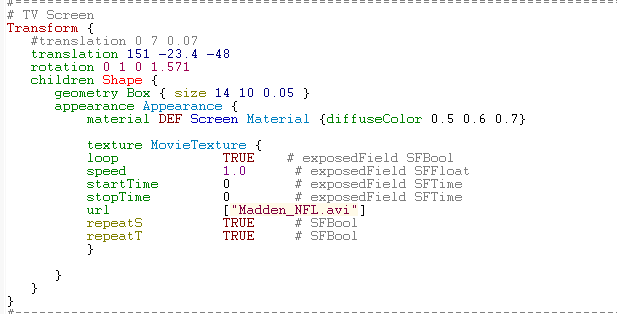 #---------------------------------------------------------------------------
# TV Screen
Transform {
#translation 0 7 0.07
translation 151 -23.4 -48
rotation 0 1 0 1.571
children Shape {
geometry Box { size 14 10 0.05 }
appearance Appearance {
material DEF Screen Material {diffuseColor 0.5 0.6 0.7}
texture MovieTexture {
loop TRUE # exposedField SFBool
speed 1.0 # exposedField SFFloat
startTime 0 # exposedField SFTime
stopTime 0 # exposedField SFTime
url ["Madden_NFL.avi"]
repeatS TRUE # SFBool
repeatT TRUE # SFBool
}
}
}
}
#---------------------------------------------------------------------------